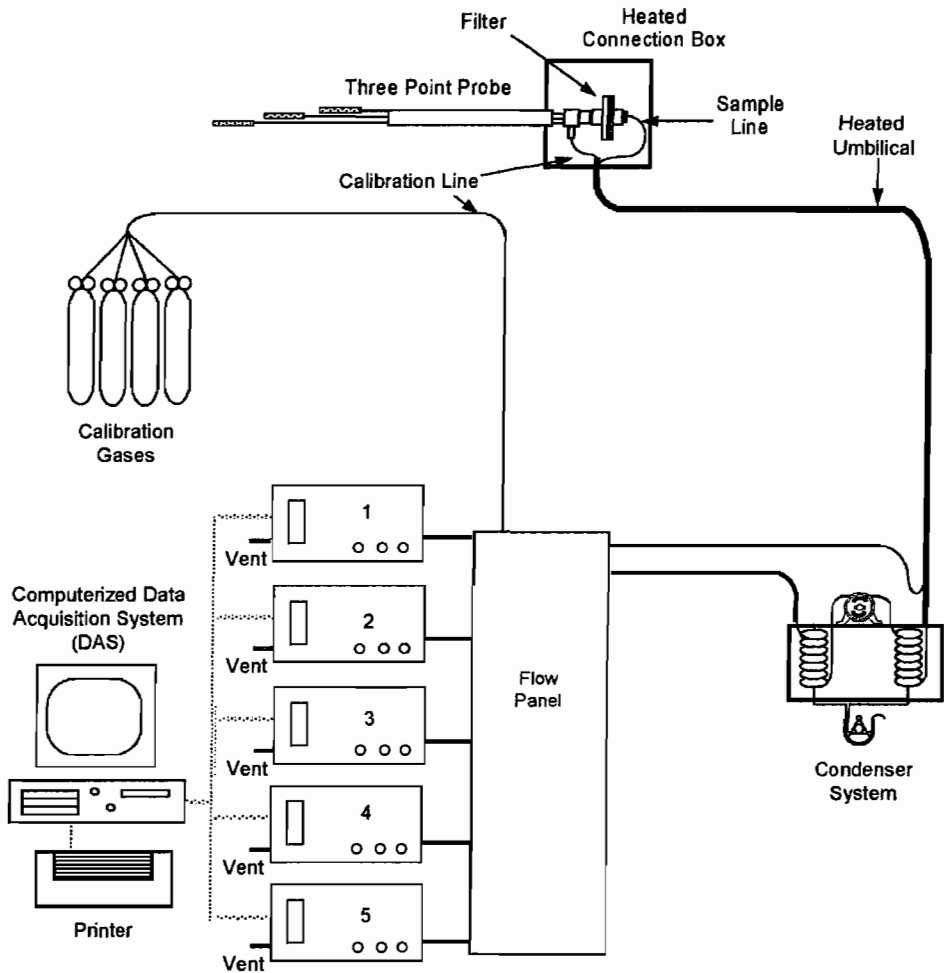 Filter
Heated
Connection Box
Three Point Probe
Sample
Line
Heated
Umbilical
Calibration Line
Calibration
Gases
1
Vent
Computerized Data
Acquisition System
(DAS)
2
Vent
Flow
Panel
3
Vent
Condenser
System
4
Vent
Printer
5
Vent